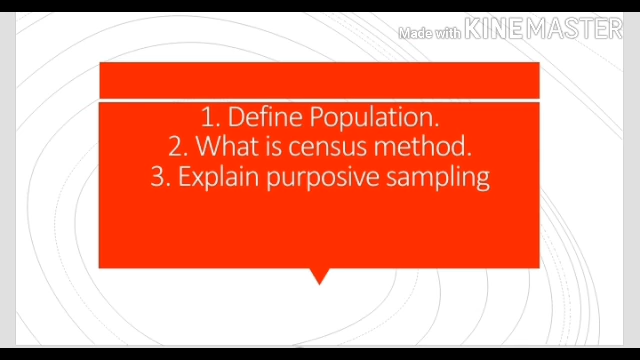 Made with KINEMASTER
1. Define Population.
2. What is census method.
3. Explain purposive sampling